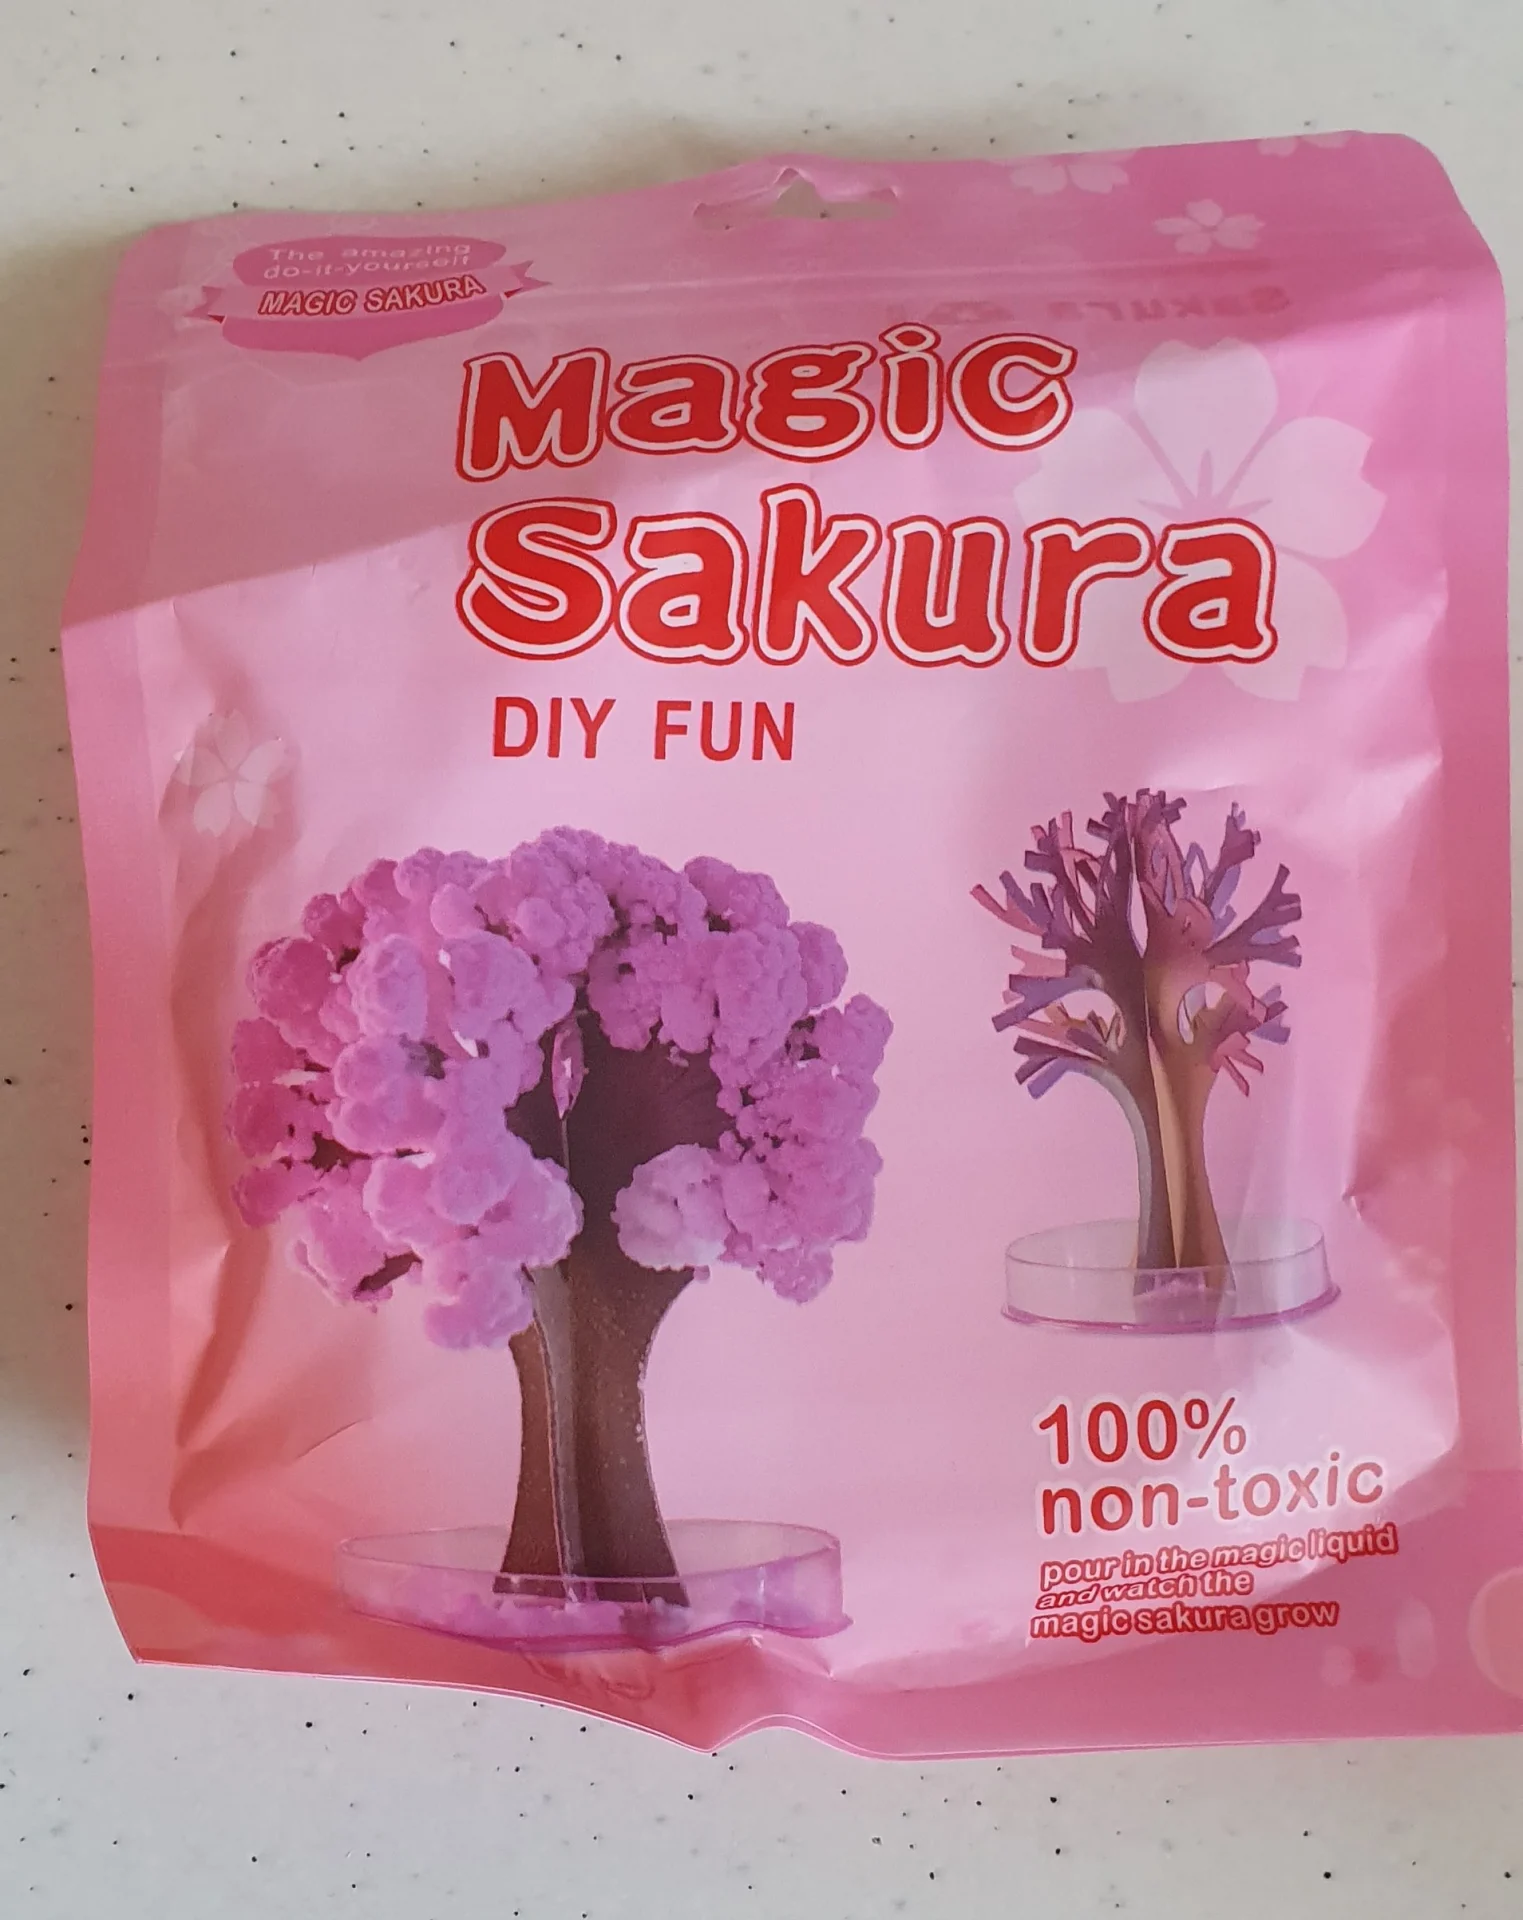 The amazing
do-it-yourself
MAGIC SAKURA
Magic
Sakura
DIY FUN
100%
non-toxic
pour in the magic liquid
and watch the
magic sakura grow